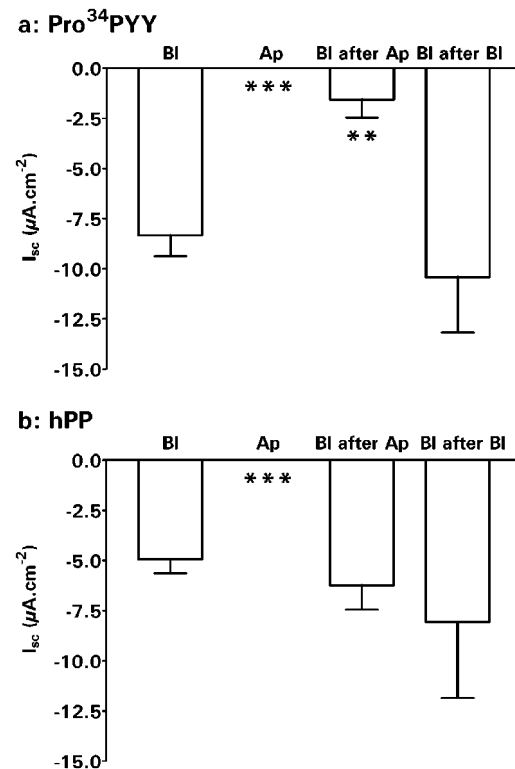 a: Pro³⁴PYY
Bl Ap Bl after Ap Bl after Bl
0.0
***
-2.5
**
-5.0
-7.5
-10.0
-12.5
-15.0
Isc (µA.cm⁻²)
b: hPP
Bl Ap Bl after Ap Bl after Bl
0.0
***
-2.5
-5.0
-7.5
-10.0
-12.5
-15.0
Isc (µA.cm⁻²)